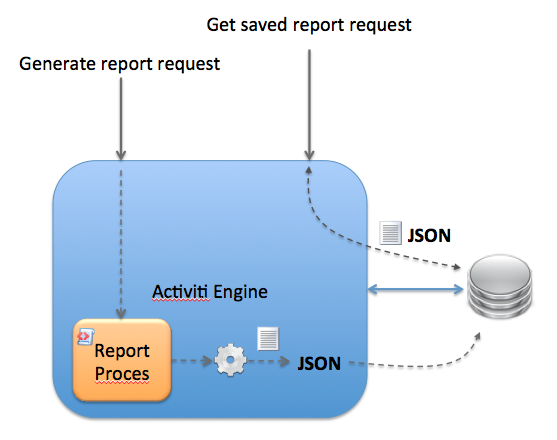 Get saved report request
Generate report request
JSON
Activiti Engine
Report
Proces
JSON